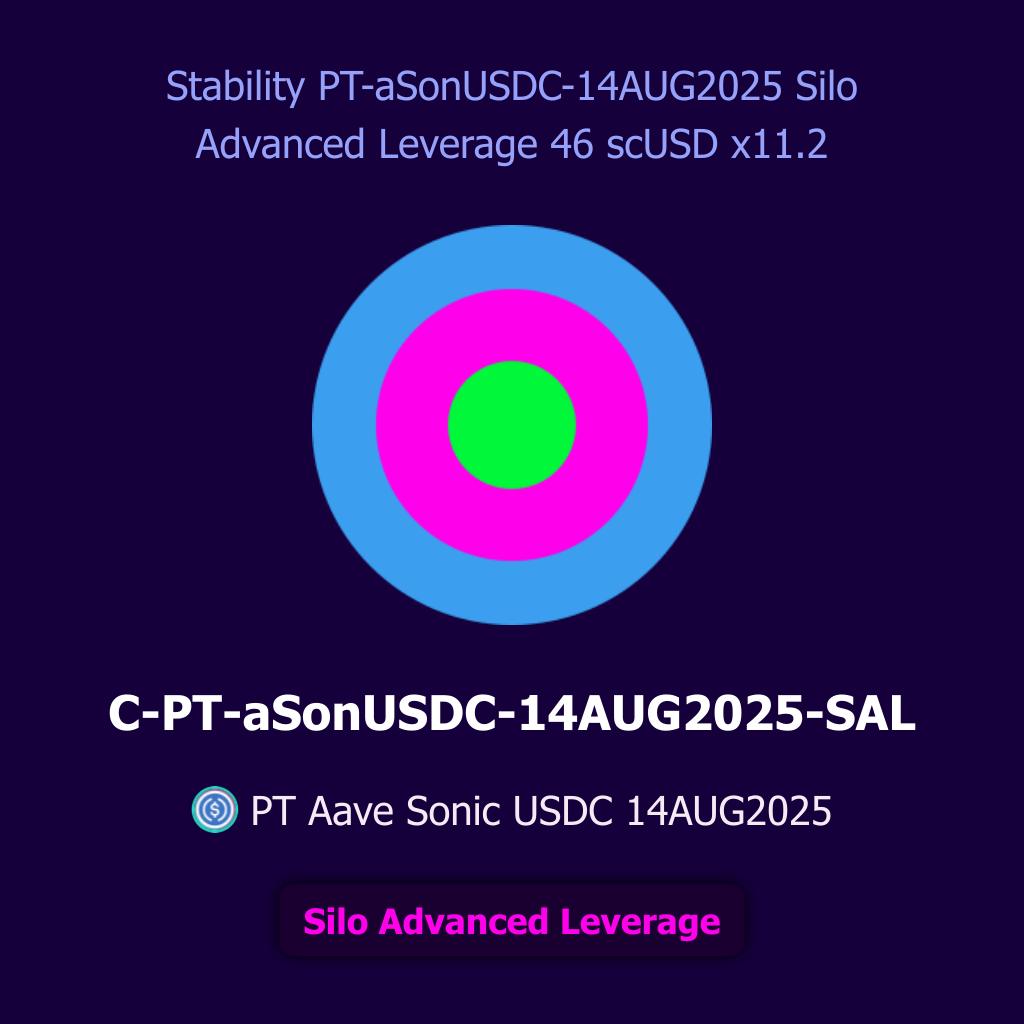 Stability PT-aSonUSDC-14AUG2025 Silo
Advanced Leverage 46 scUSD x11.2
C-PT-aSonUSDC-14AUG2025-SAL
$ PT Aave Sonic USDC 14AUG2025
Silo Advanced Leverage